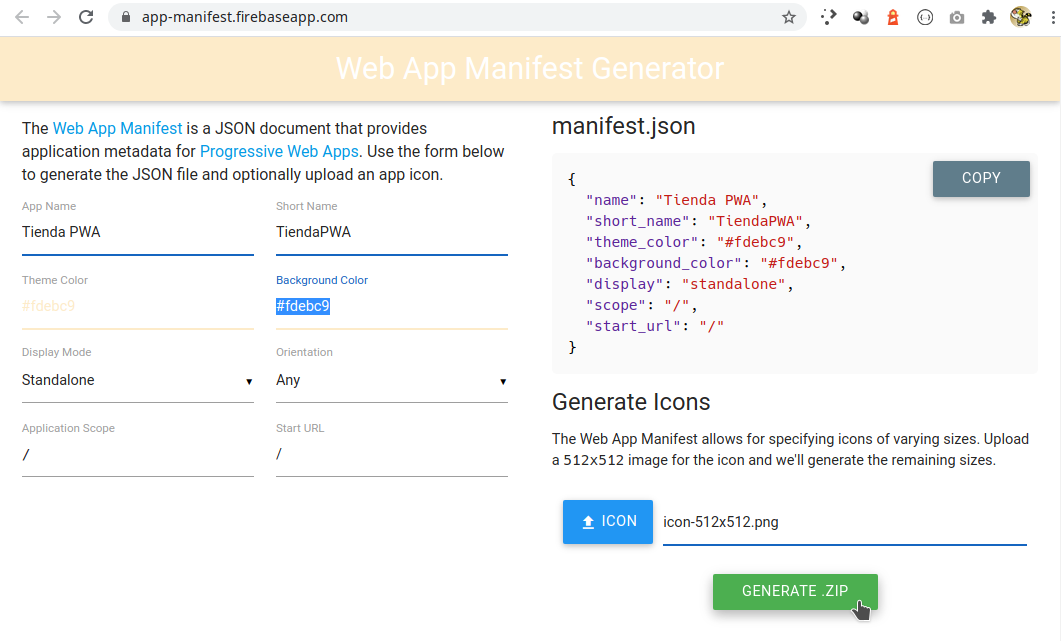 app-manifest.firebaseapp.com
Web App Manifest Generator
The Web App Manifest is a JSON document that provides
application metadata for Progressive Web Apps. Use the form below
to generate the JSON file and optionally upload an app icon.
App Name
Short Name
Tienda PWA
TiendaPWA
Theme Color
Background Color
#fdebc9
#fdebc9
Display Mode
Orientation
Standalone
Any
Application Scope
Start URL
/
/
manifest.json
COPY
{
"name": "Tienda PWA",
"short_name": "TiendaPWA",
"theme_color": "#fdebc9",
"background_color": "#fdebc9",
"display": "standalone",
"scope": "/",
"start_url": "/"
}
Generate Icons
The Web App Manifest allows for specifying icons of varying sizes. Upload
a 512x512 image for the icon and we'll generate the remaining sizes.
ICON
icon-512x512.png
GENERATE .ZIP